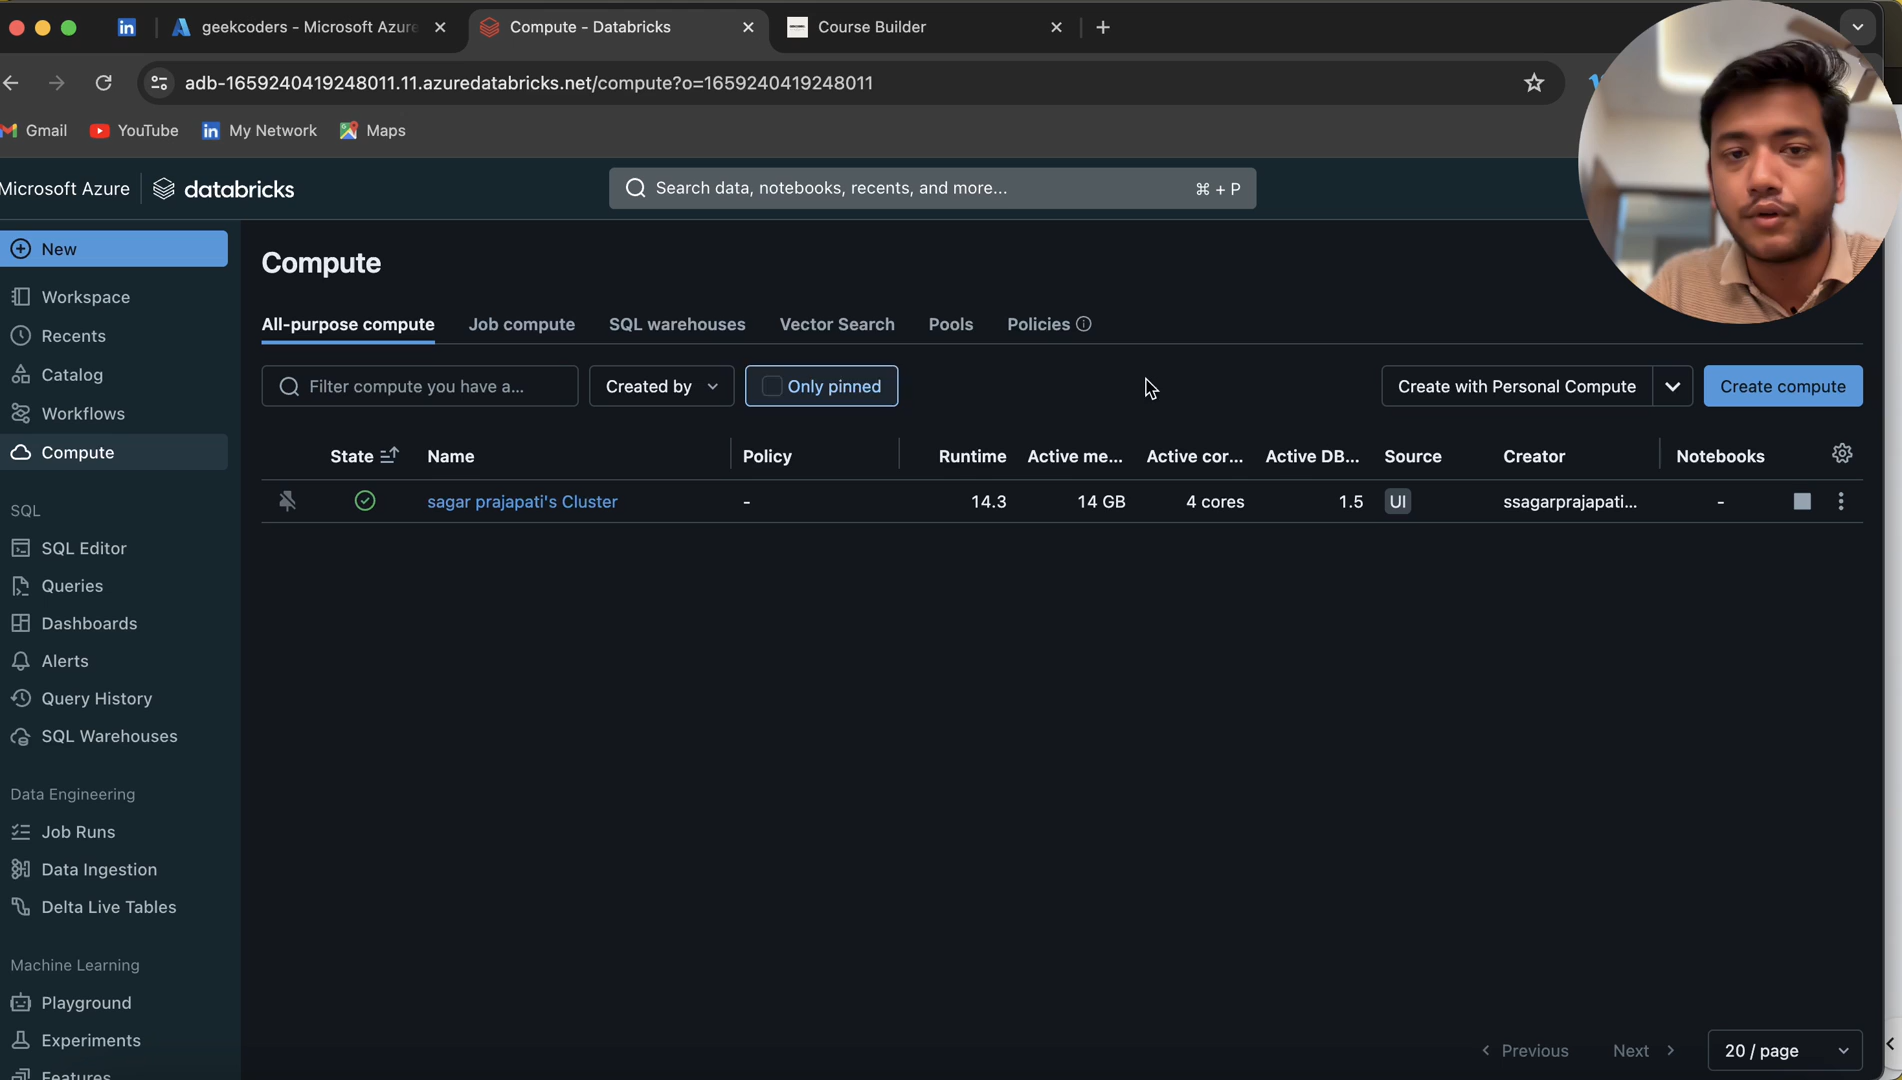 geekcoders - Microsoft Azure
Compute - Databricks
Course Builder
adb-1659240419248011.11.azuredatabricks.net/compute?o=1659240419248011
Gmail
YouTube
My Network
Maps
Microsoft Azure
databricks
Search data, notebooks, recents, and more...
⌘ + P
New
Workspace
Recents
Catalog
Workflows
Compute
SQL
SQL Editor
Queries
Dashboards
Alerts
Query History
SQL Warehouses
Data Engineering
Job Runs
Data Ingestion
Delta Live Tables
Machine Learning
Playground
Experiments
Features
Compute
All-purpose compute
Job compute
SQL warehouses
Vector Search
Pools
Policies
Filter compute you have a...
Created by
Only pinned
Create with Personal Compute
Create compute
State
Name
Policy
Runtime
Active me...
Active cor...
Active DB...
Source
Creator
Notebooks
sagar prajapati's Cluster
-
14.3
14 GB
4 cores
1.5
UI
ssagarprajapati...
-
Previous
Next
20 / page